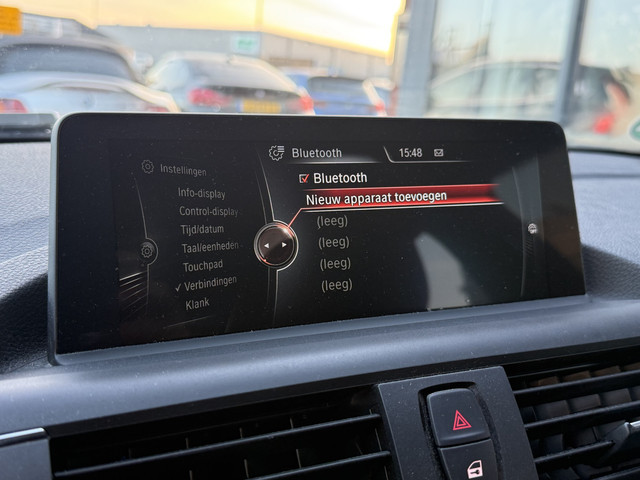 Bluetooth
15:48
Instellingen
Info-display
Control-display
Tijd/datum
Taal/eenheden
Touchpad
Verbindingen
Klank
Bluetooth
Nieuw apparaat toevoegen
(leeg)
(leeg)
(leeg)
(leeg)